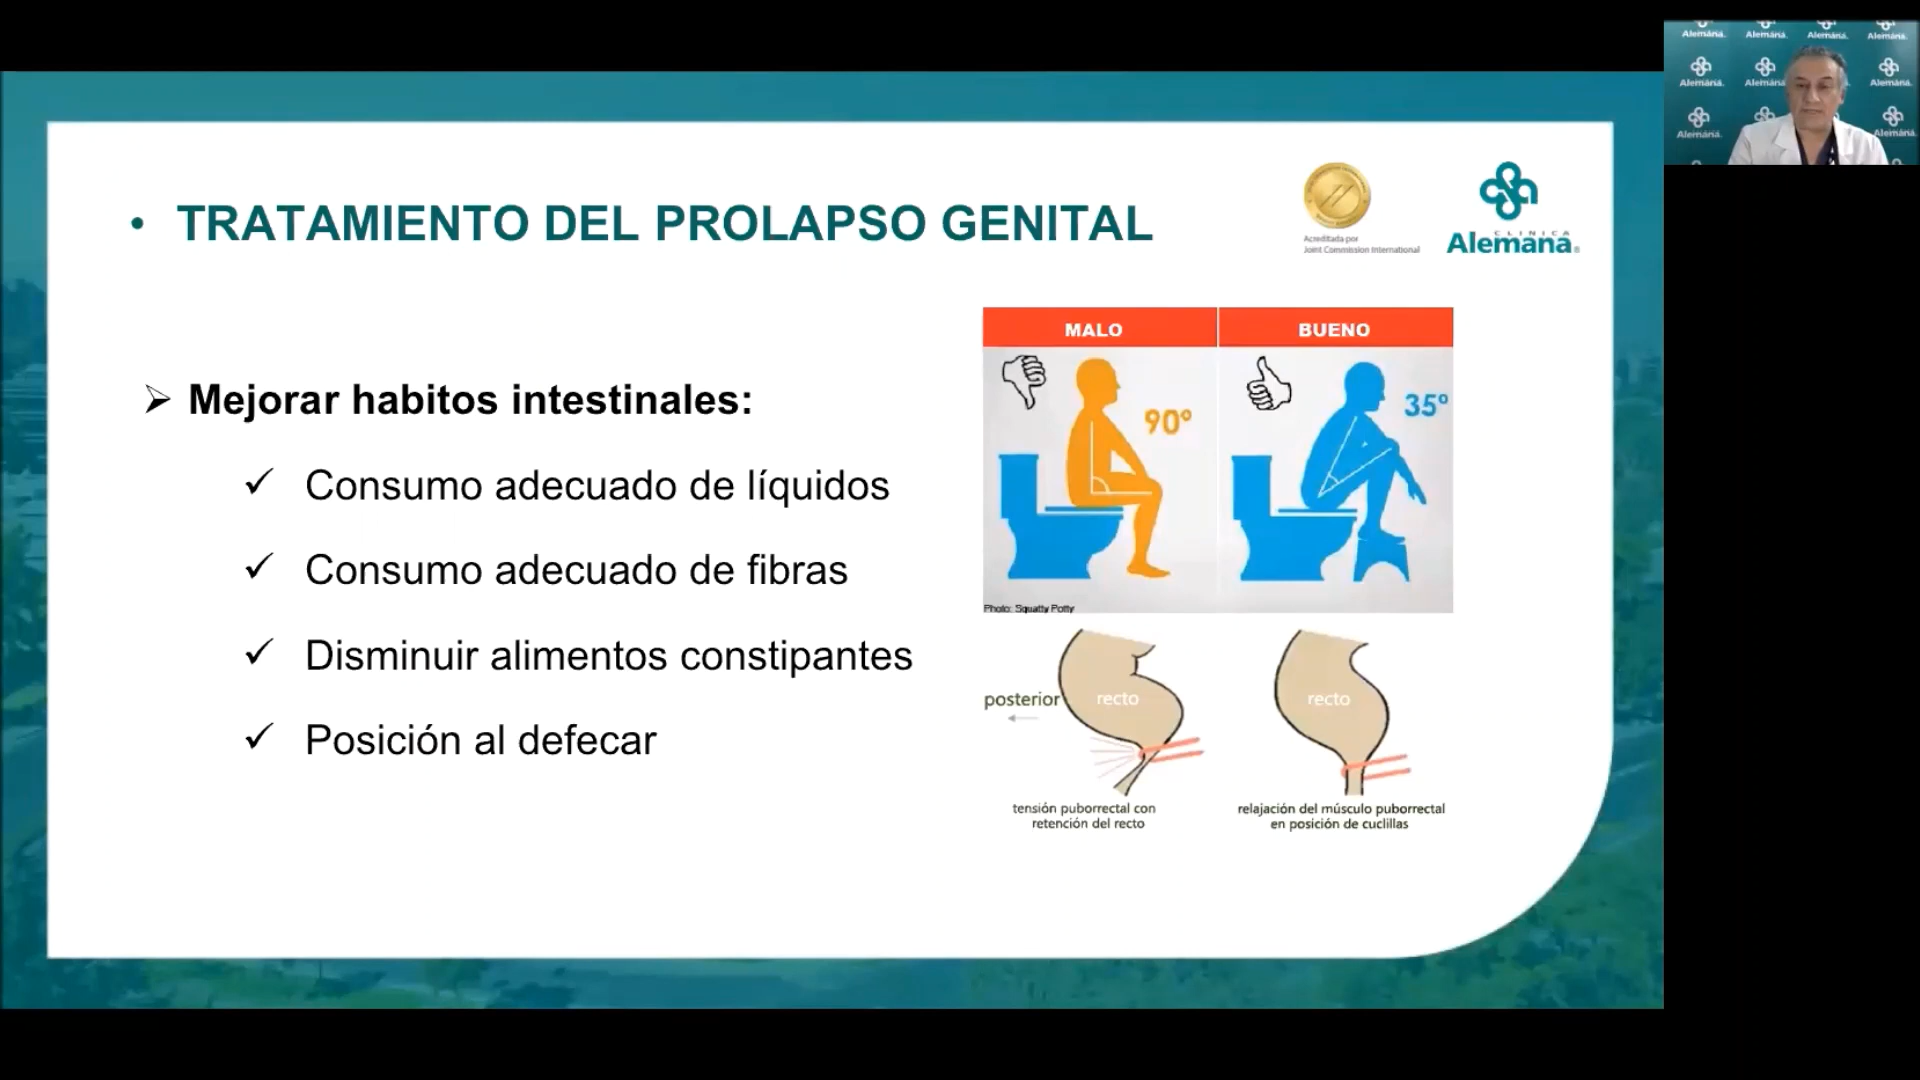 Alemana. Alemana. Alemana. Alemana.
Alemana. Alemana. Alemana.
Alemana. Alemana.
• TRATAMIENTO DEL PROLAPSO GENITAL
Acreditada por
Joint Commission International
CLINICA
Alemana®
➢ Mejorar habitos intestinales:
✓ Consumo adecuado de líquidos
✓ Consumo adecuado de fibras
✓ Disminuir alimentos constipantes
✓ Posición al defecar
MALO BUENO
90º 35º
Photo: Squatty Potty
posterior recto recto
tensión puborrectal con
retención del recto
relajación del músculo puborrectal
en posición de cuclillas